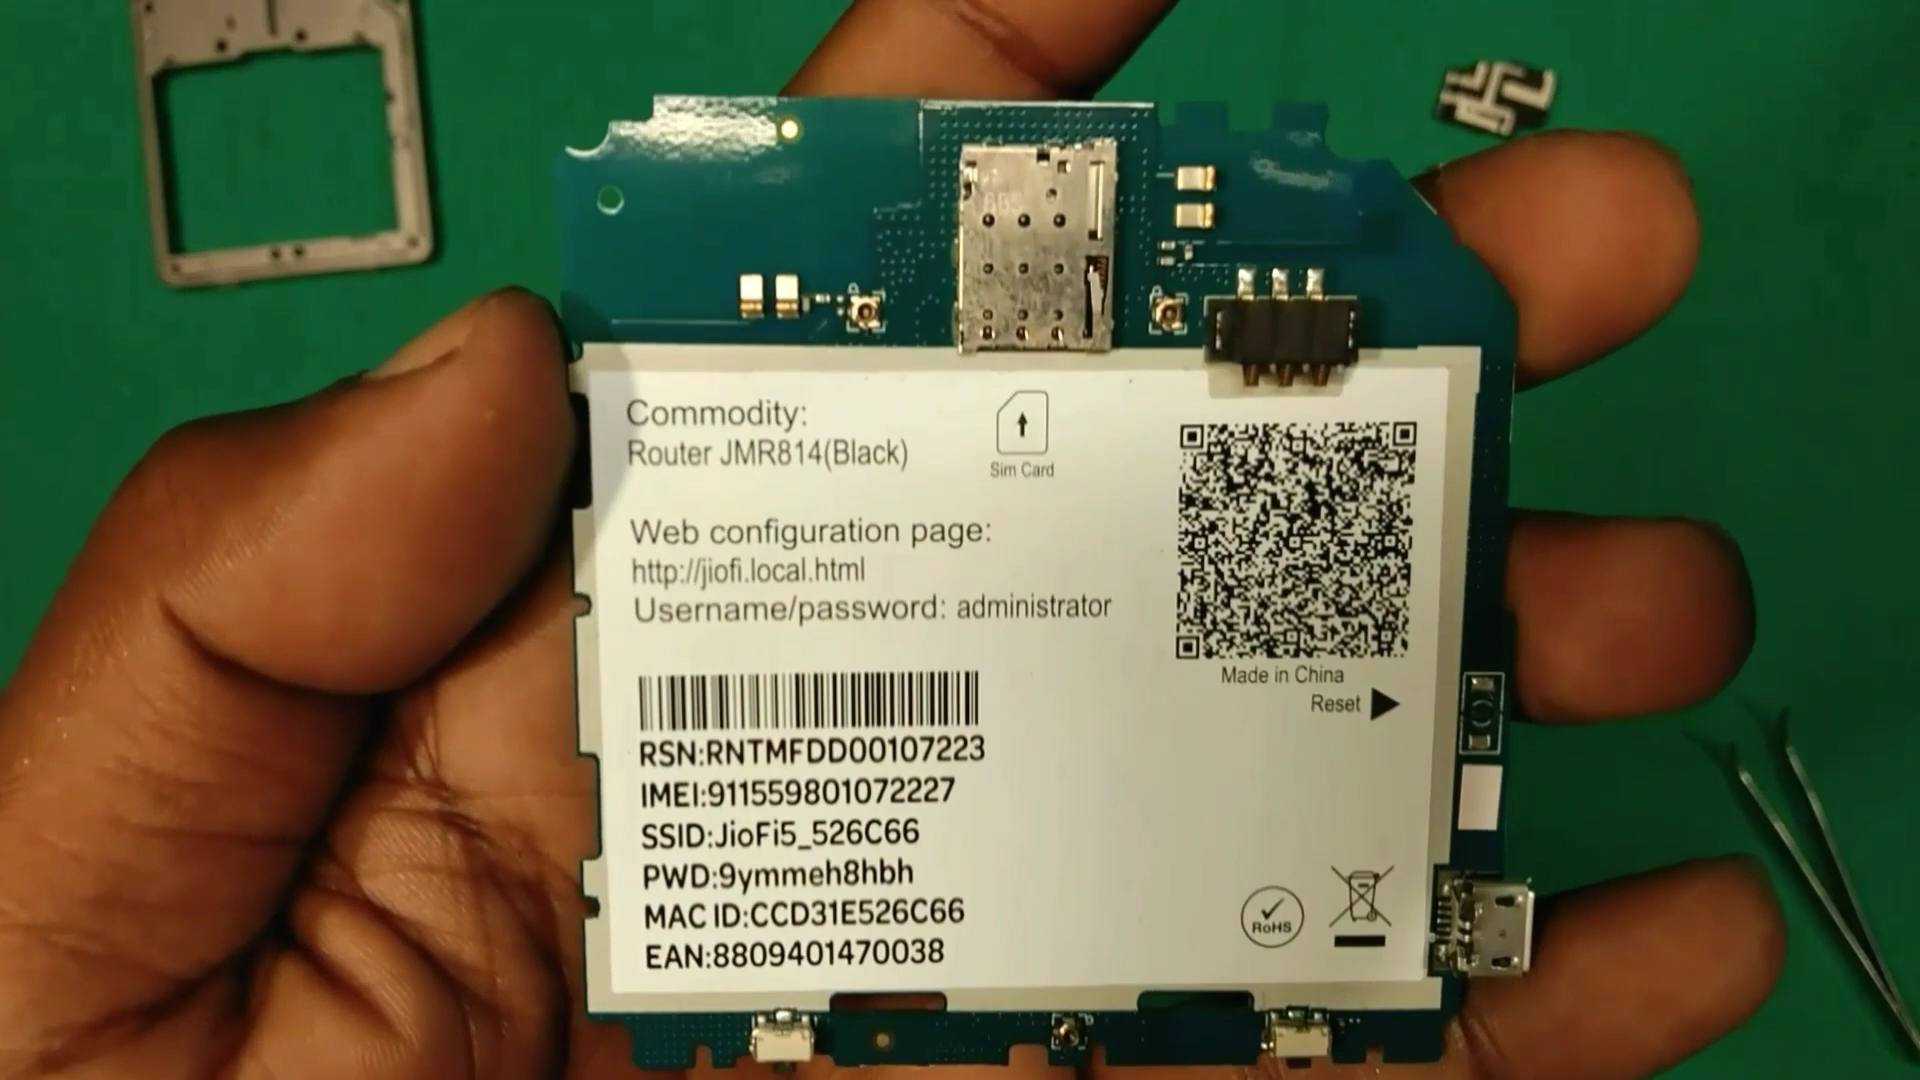 Commodity:
Router JMR814(Black)
Sim Card
Web configuration page:
http://jiofi.local.html
Username/password: administrator
Made in China
Reset
RSN:RNTMFDD00107223
IMEI:911559801072227
SSID:JioFi5_526C66
PWD:9ymmeh8hbh
MAC ID:CCD31E526C66
EAN:8809401470038
RoHS